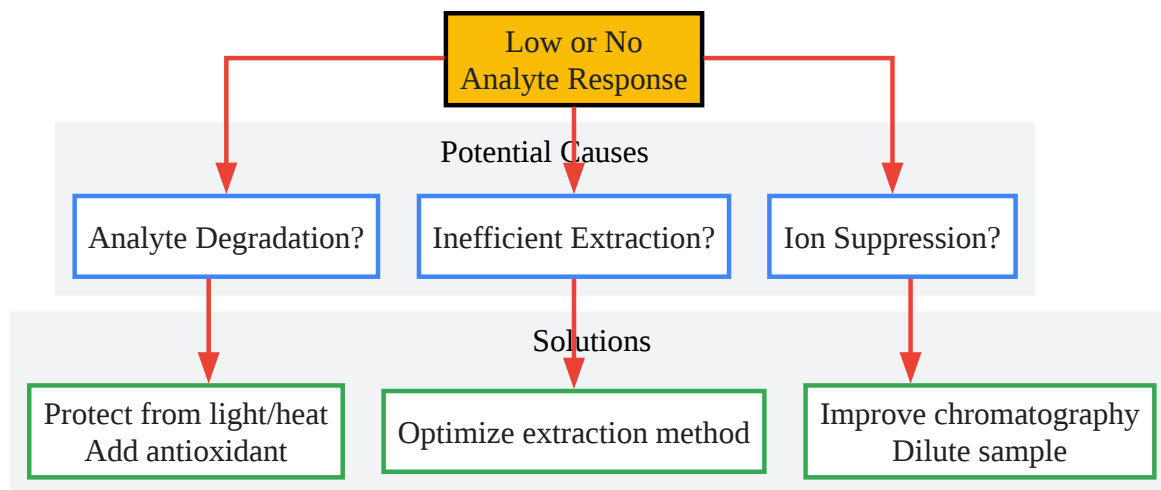 Low or No
Analyte Response
Potential Causes
Analyte Degradation?
Inefficient Extraction?
Ion Suppression?
Solutions
Protect from light/heat
Add antioxidant
Optimize extraction method
Improve chromatography
Dilute sample